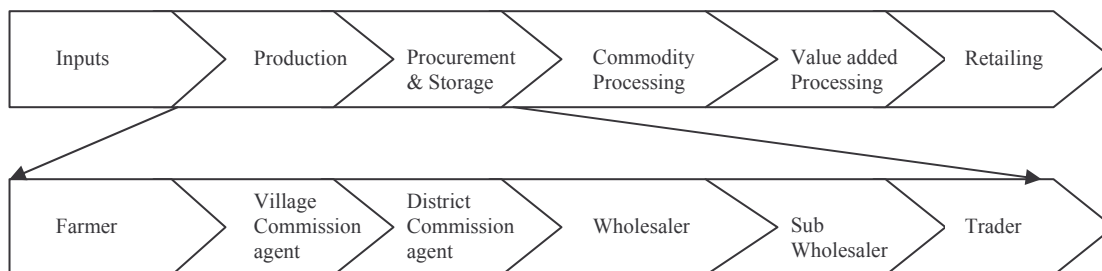 Inputs
Production
Procurement
& Storage
Commodity
Processing
Value added
Processing
Retailing
Farmer
Village
Commission
agent
District
Commission
agent
Wholesaler
Sub
Wholesaler
Trader